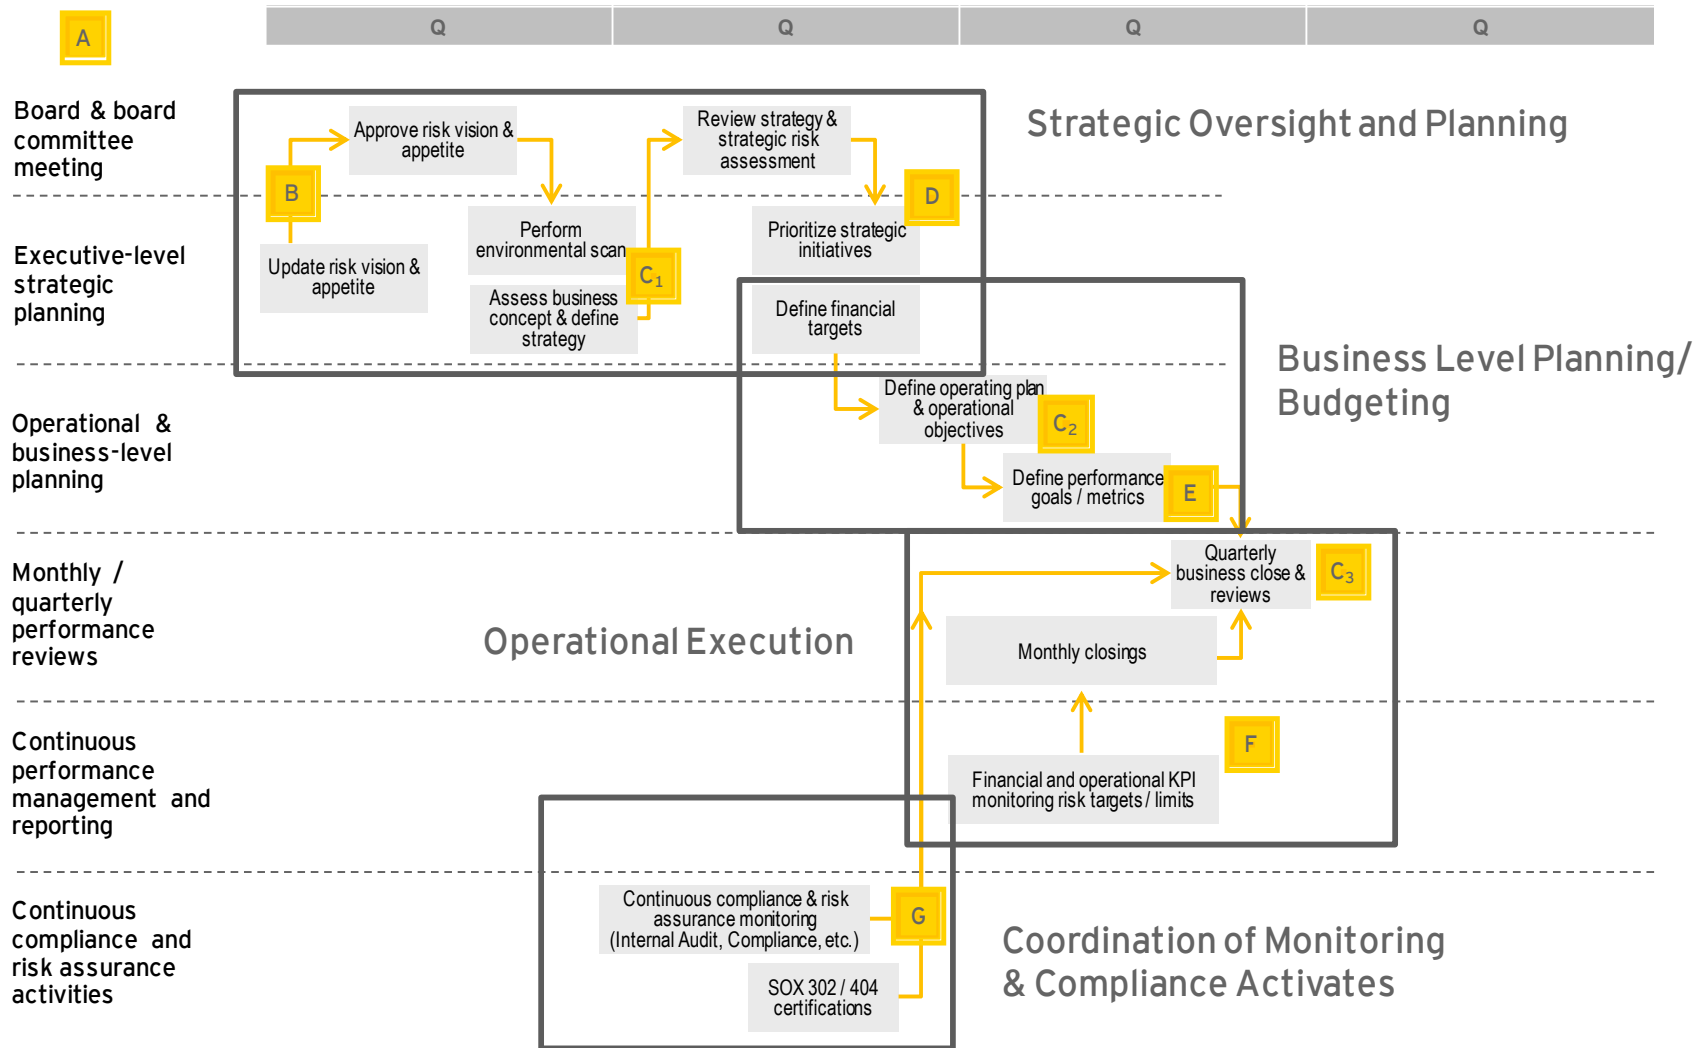 A
Q
Q
Q
Q
Board & board
committee
meeting
Approve risk vision &
appetite
Review strategy &
strategic risk
assessment
Strategic Oversight and Planning
B
D
Executive-level
strategic
planning
Update risk vision &
appetite
Perform
environmental scan
C1
Assess business
concept & define
strategy
Prioritize strategic
initiatives
Define financial
targets
Business Level Planning/
Budgeting
Operational &
business-level
planning
Define operating plan
& operational
objectives
C2
Define performance
goals / metrics
E
Monthly /
quarterly
performance
reviews
Operational Execution
Quarterly
business close &
reviews
C3
Monthly closings
Continuous
performance
management and
reporting
F
Financial and operational KPI
monitoring risk targets / limits
Continuous
compliance and
risk assurance
activities
Continuous compliance & risk
assurance monitoring
(Internal Audit, Compliance, etc.)
G
SOX 302 / 404
certifications
Coordination of Monitoring
& Compliance Activates